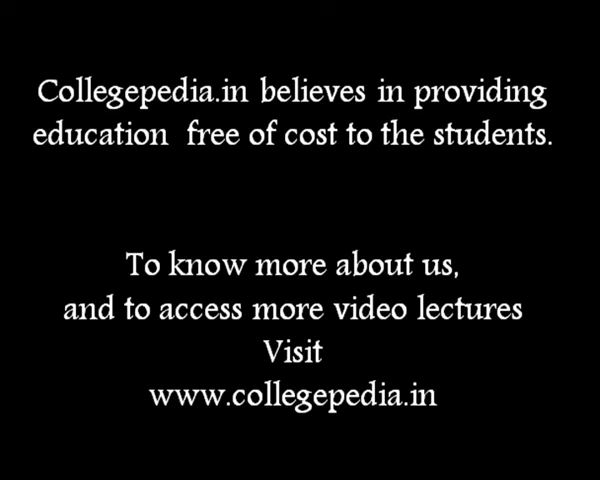 Collegepedia.in believes in providing
education free of cost to the students.
To know more about us,
and to access more video lectures
Visit
www.collegepedia.in